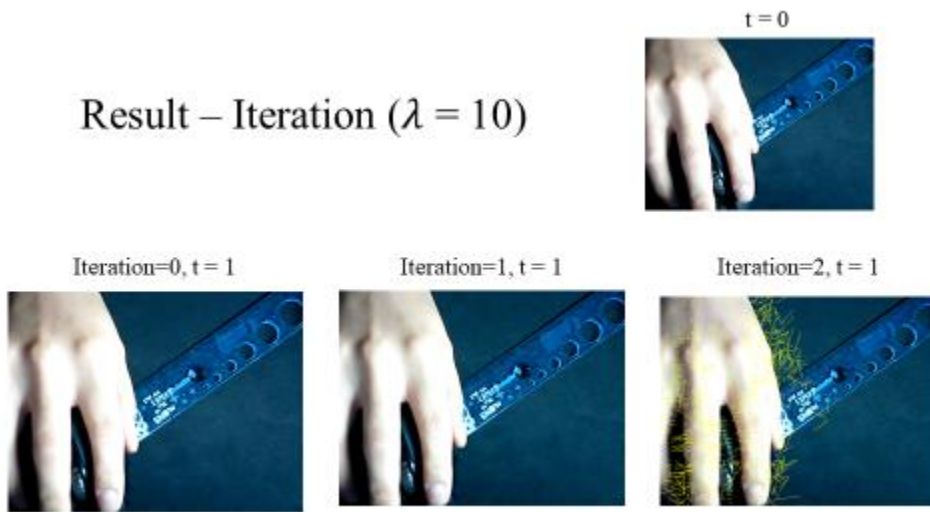 t = 0
Result – Iteration (λ = 10)
Iteration=0, t = 1
Iteration=1, t = 1
Iteration=2, t = 1